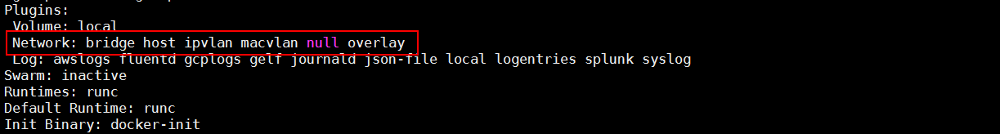 Plugins:
Volume: local
Network: bridge host ipvlan macvlan null overlay
Log: awslogs fluentd gcplogs gelf journald json-file local logentries splunk syslog
Swarm: inactive
Runtimes: runc
Default Runtime: runc
Init Binary: docker-init